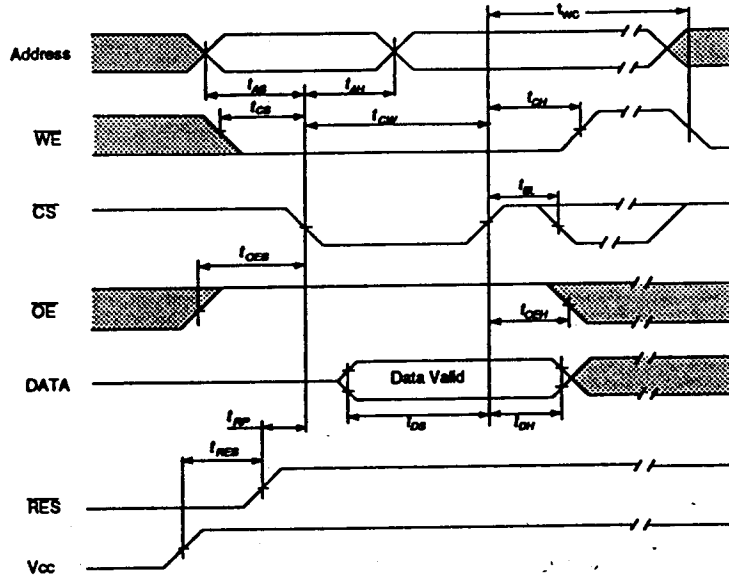 tWC
Address
tAS
tAH
tCS
tCW
tCH
WE
tBL
CS
tOES
OE
tOEH
Data Valid
DATA
tRP
tDS
tDH
tRES
RES
Vcc